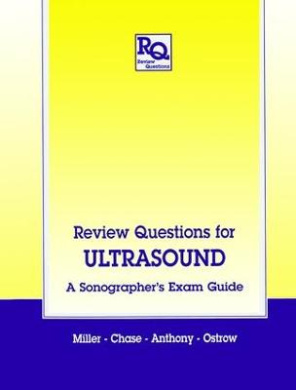 RQ
Review
Questions
Review Questions for
ULTRASOUND
A Sonographer's Exam Guide
Miller - Chase - Anthony - Ostrow